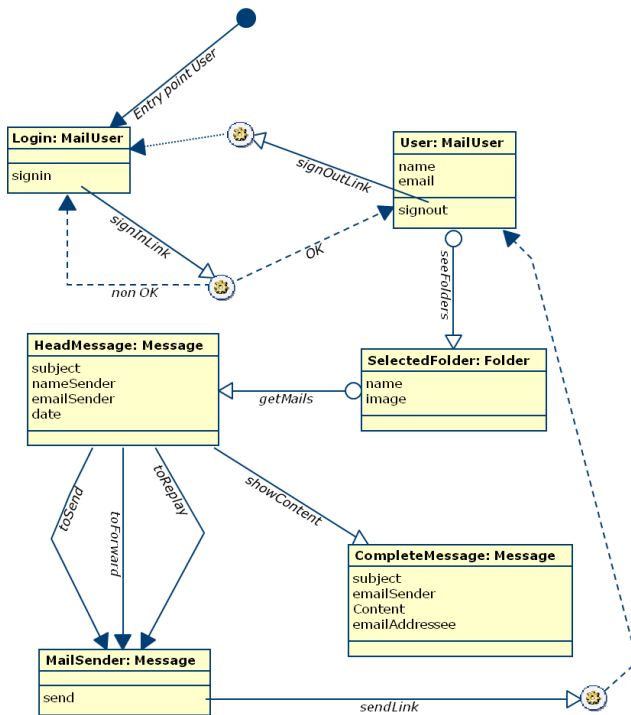 Entry point User
Login: MailUser
signin
signOutLink
User: MailUser
name
email
signout
signInLink
OK
non OK
seeFolders
HeadMessage: Message
subject
nameSender
emailSender
date
SelectedFolder: Folder
name
image
getMails
toSend
toForward
toReplay
showContent
CompleteMessage: Message
subject
emailSender
Content
emailAddressee
MailSender: Message
send
sendLink